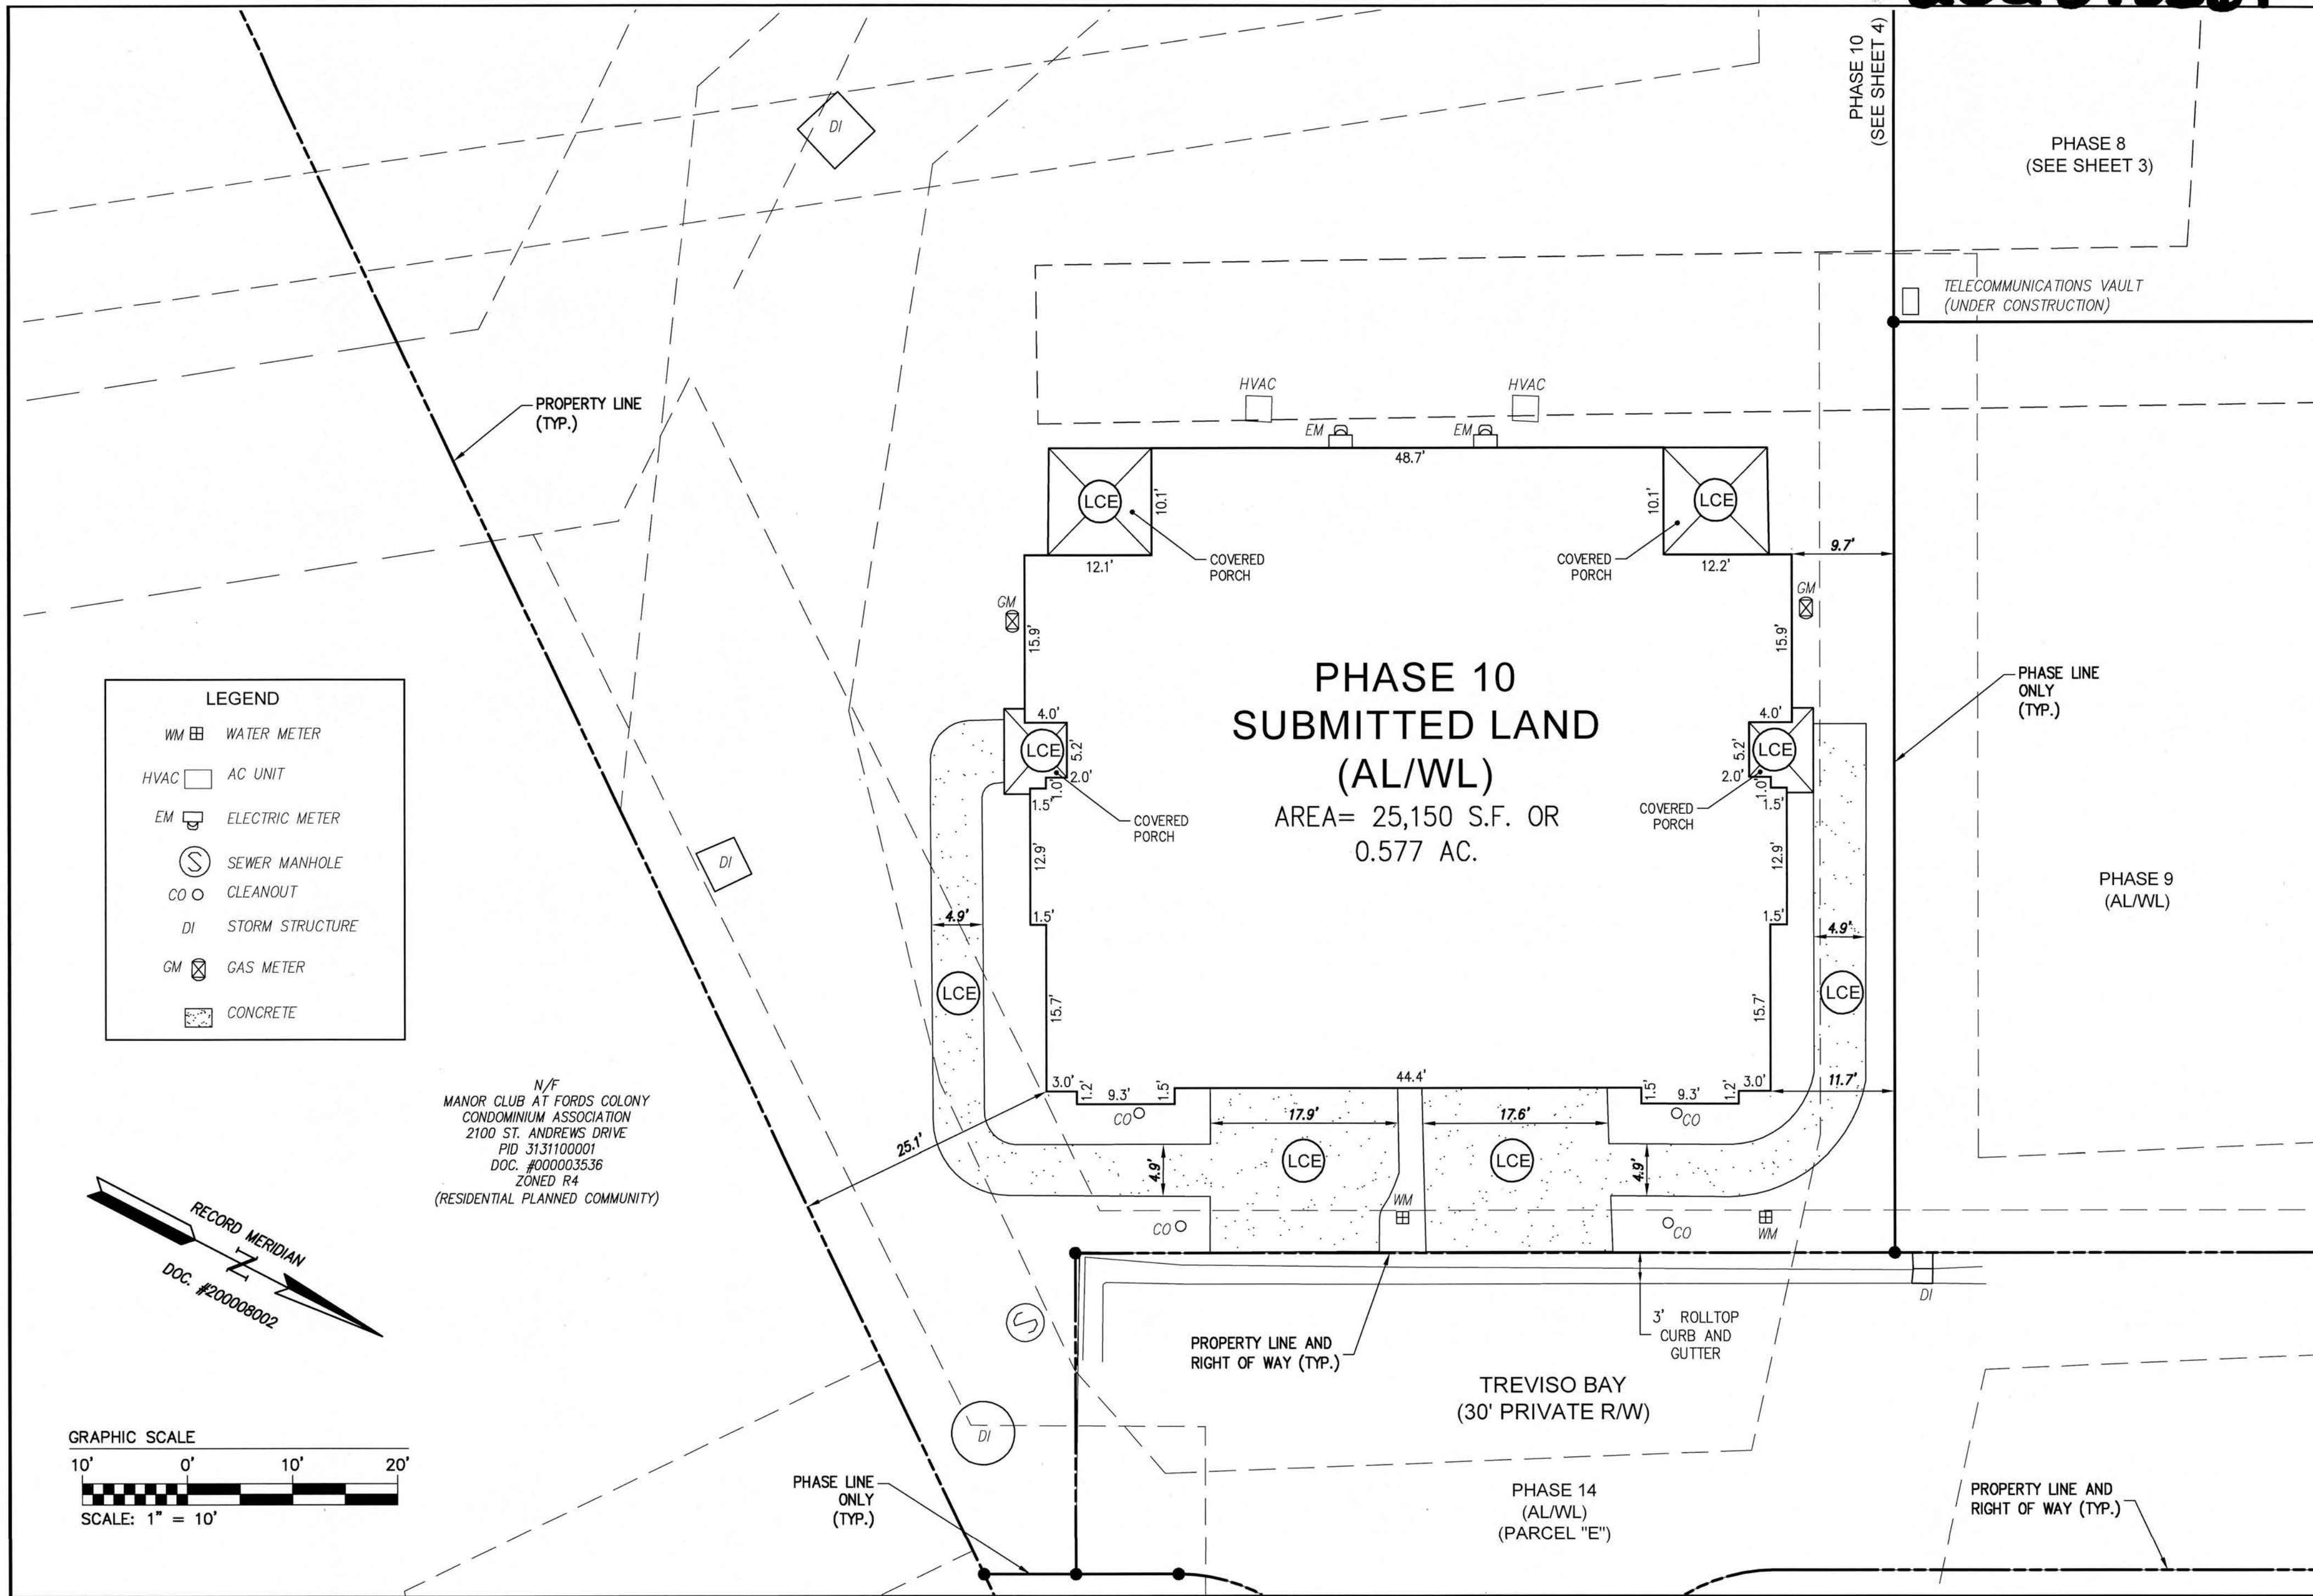 PHASE 10
(SEE SHEET 4)
PHASE 8
(SEE SHEET 3)
DI
TELECOMMUNICATIONS VAULT
(UNDER CONSTRUCTION)
PROPERTY LINE
(TYP.)
HVAC
HVAC
EM
EM
48.7'
LCE
10.1'
10.1'
LCE
COVERED
PORCH
COVERED
PORCH
12.1'
12.2'
9.7'
GM
GM
15.9'
15.9'
PHASE 10
SUBMITTED LAND
(AL/WL)
AREA= 25,150 S.F. OR
0.577 AC.
PHASE LINE
ONLY
(TYP.)
4.0'
LCE
5.2'
2.0'
1.0'
1.5'
COVERED
PORCH
4.0'
5.2'
LCE
2.0'
1.0'
1.5'
COVERED
PORCH
LEGEND
WM WATER METER
HVAC AC UNIT
EM ELECTRIC METER
S SEWER MANHOLE
CO CLEANOUT
DI STORM STRUCTURE
GM GAS METER
CONCRETE
DI
12.9'
12.9'
PHASE 9
(AL/WL)
4.9'
1.5'
1.5'
4.9'
LCE
LCE
15.7'
15.7'
3.0'
1.2'
9.3'
1.5'
44.4'
1.5'
9.3'
1.2'
3.0'
11.7'
CO
17.9'
17.6'
CO
25.1'
4.9'
LCE
LCE
4.9'
WM
CO
CO
WM
N/F
MANOR CLUB AT FORDS COLONY
CONDOMINIUM ASSOCIATION
2100 ST. ANDREWS DRIVE
PID 3131100001
DOC. #000003536
ZONED R4
(RESIDENTIAL PLANNED COMMUNITY)
RECORD MERIDIAN
N
DOC. #200008002
S
DI
3' ROLLTOP
CURB AND
GUTTER
PROPERTY LINE AND
RIGHT OF WAY (TYP.)
TREVISO BAY
(30' PRIVATE R/W)
DI
GRAPHIC SCALE
10' 0' 10' 20'
SCALE: 1" = 10'
PHASE LINE
ONLY
(TYP.)
PHASE 14
(AL/WL)
(PARCEL "E")
PROPERTY LINE AND
RIGHT OF WAY (TYP.)